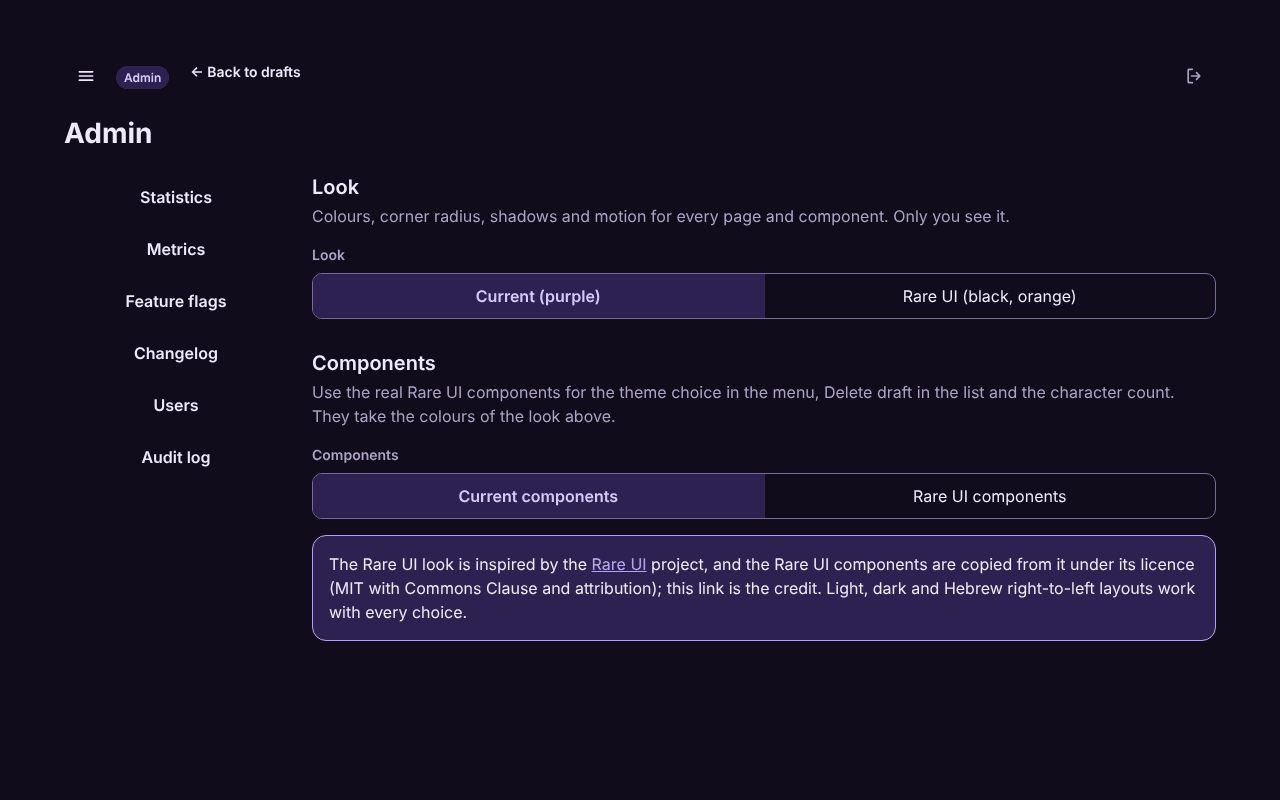 Admin
← Back to drafts
Admin
Statistics
Metrics
Feature flags
Changelog
Users
Audit log
Look
Colours, corner radius, shadows and motion for every page and component. Only you see it.
Look
Current (purple)
Rare UI (black, orange)
Components
Use the real Rare UI components for the theme choice in the menu, Delete draft in the list and the character count.
They take the colours of the look above.
Components
Current components
Rare UI components
The Rare UI look is inspired by the Rare UI project, and the Rare UI components are copied from it under its licence
(MIT with Commons Clause and attribution); this link is the credit. Light, dark and Hebrew right-to-left layouts work
with every choice.